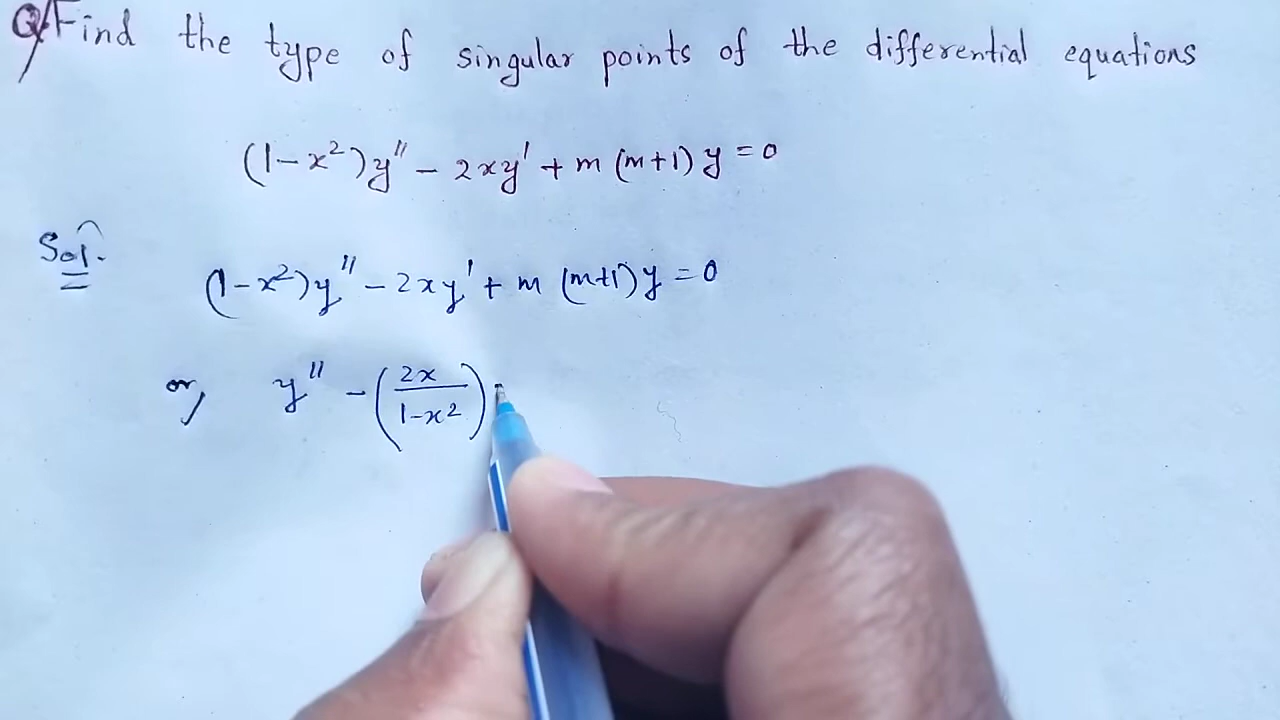 Q/ Find the type of singular points of the differential equations
(1-x²)y'' - 2xy' + m(m+1)y = 0
Sol.
(1-x²)y'' - 2xy' + m(m+1)y = 0
or, y'' - (2x/1-x²)